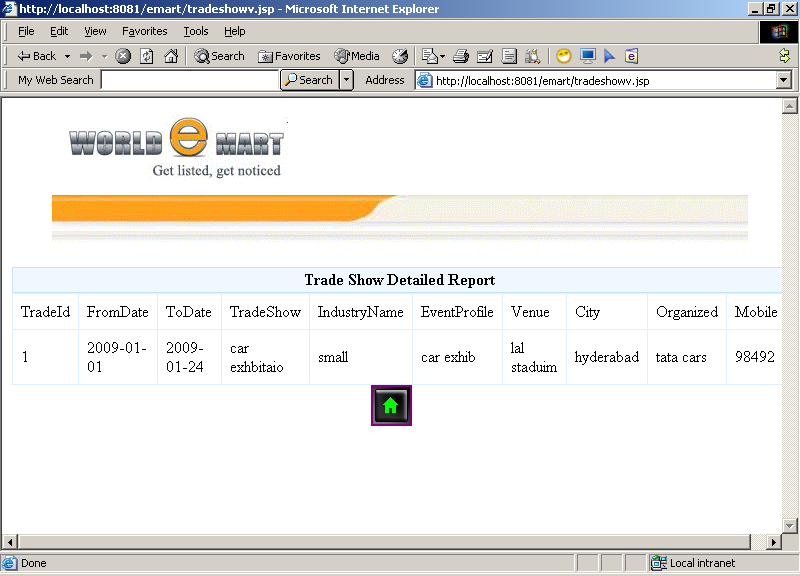 http://localhost:8081/emart/tradeshowv.jsp - Microsoft Internet Explorer
File Edit View Favorites Tools Help
Back Search Favorites Media
My Web Search Search Address http://localhost:8081/emart/tradeshowv.jsp
WORLD e MART
Get listed, get noticed
Trade Show Detailed Report
TradeId FromDate ToDate TradeShow IndustryName EventProfile Venue City Organized Mobile
1 2009-01-01 2009-01-24 car exhbitaio small car exhib lal staduim hyderabad tata cars 98492
Done Local intranet